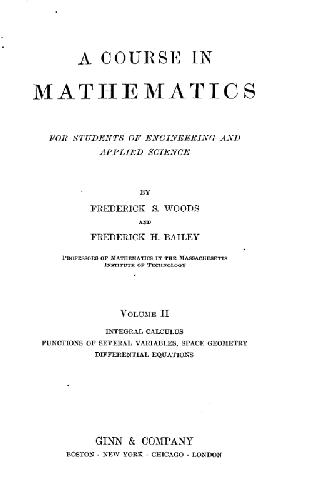 A COURSE IN
MATHEMATICS
FOR STUDENTS OF ENGINEERING AND
APPLIED SCIENCE
BY
FREDERICK S. WOODS
AND
FREDERICK H. BAILEY
PROFESSORS OF MATHEMATICS IN THE MASSACHUSETTS
INSTITUTE OF TECHNOLOGY
VOLUME II
INTEGRAL CALCULUS
FUNCTIONS OF SEVERAL VARIABLES, SPACE GEOMETRY
DIFFERENTIAL EQUATIONS
GINN & COMPANY
BOSTON · NEW YORK · CHICAGO · LONDON